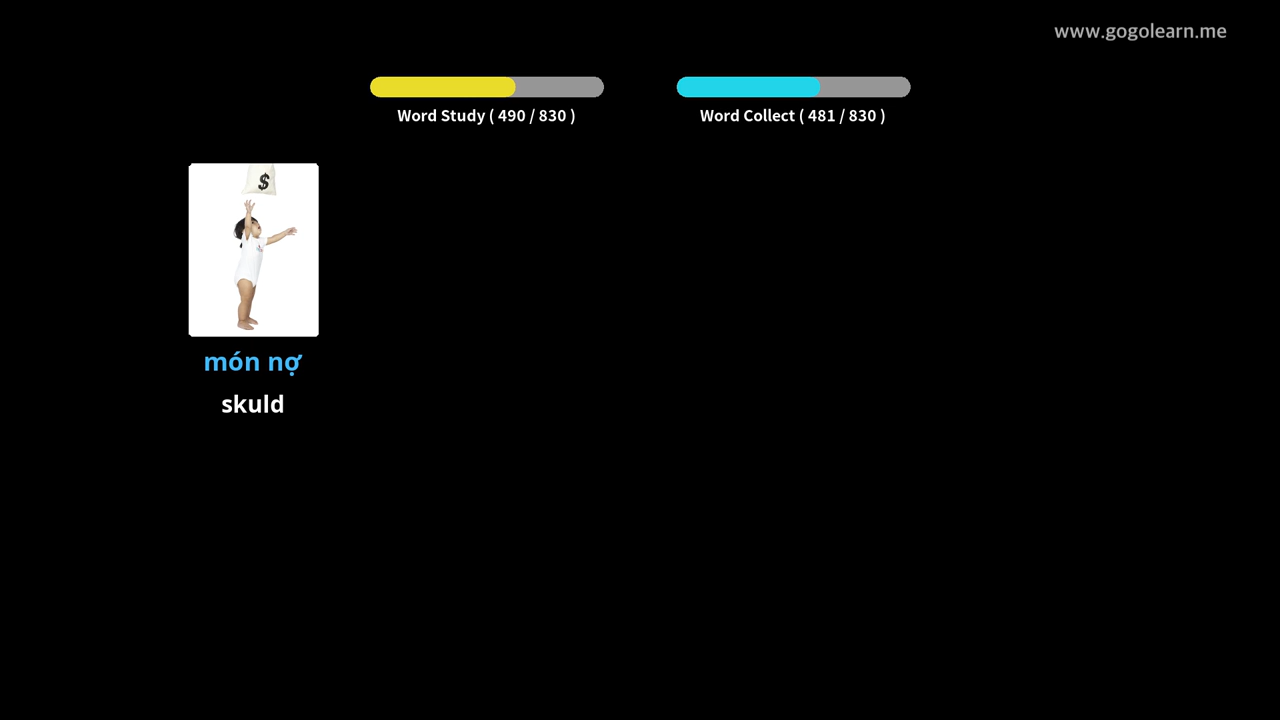 www.gogolearn.me
Word Study ( 490 / 830 )
Word Collect ( 481 / 830 )
$
món nợ
skuld